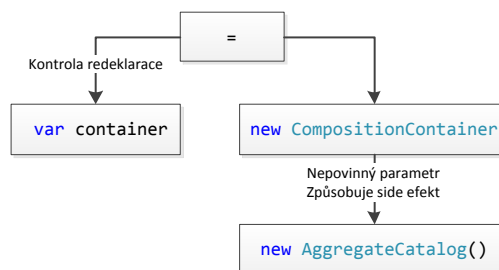 =
Kontrola redeklarace
var container
new CompositionContainer
Nepovinný parametr
Způsobuje side efekt
new AggregateCatalog()